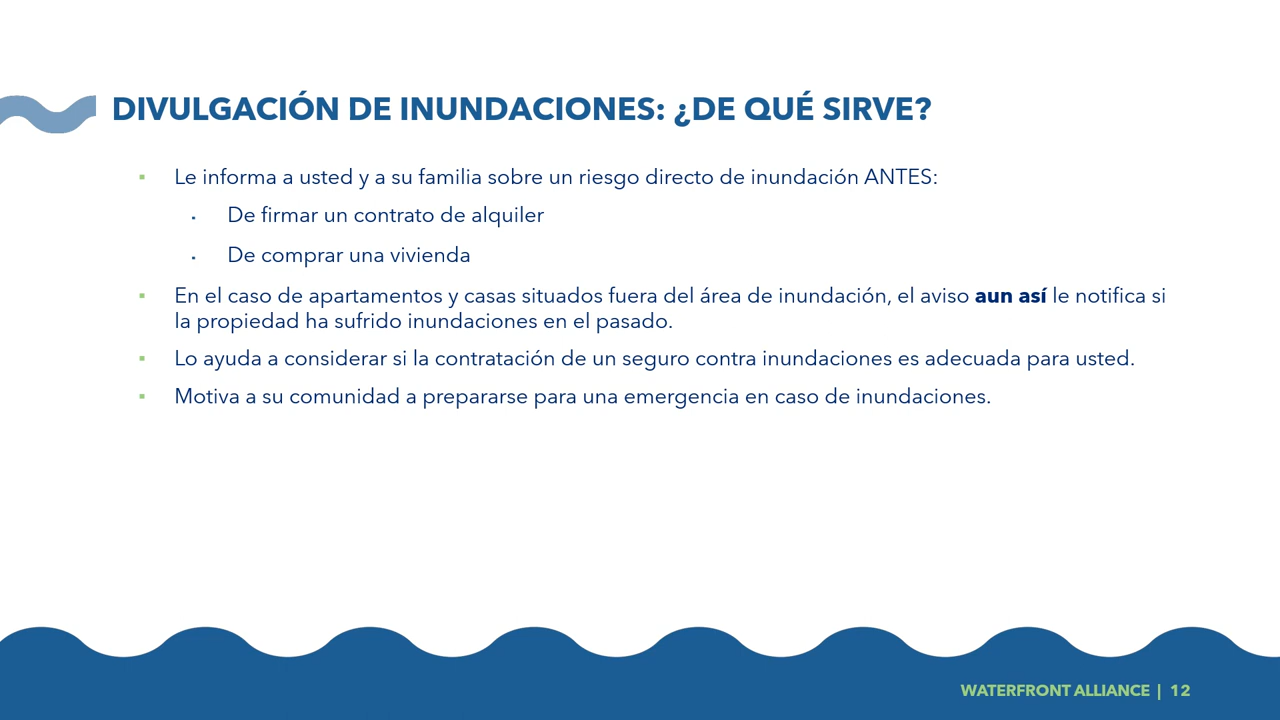 DIVULGACIÓN DE INUNDACIONES: ¿DE QUÉ SIRVE?
▪ Le informa a usted y a su familia sobre un riesgo directo de inundación ANTES:
• De firmar un contrato de alquiler
• De comprar una vivienda
▪ En el caso de apartamentos y casas situados fuera del área de inundación, el aviso aun así le notifica si
la propiedad ha sufrido inundaciones en el pasado.
▪ Lo ayuda a considerar si la contratación de un seguro contra inundaciones es adecuada para usted.
▪ Motiva a su comunidad a prepararse para una emergencia en caso de inundaciones.
WATERFRONT ALLIANCE | 12